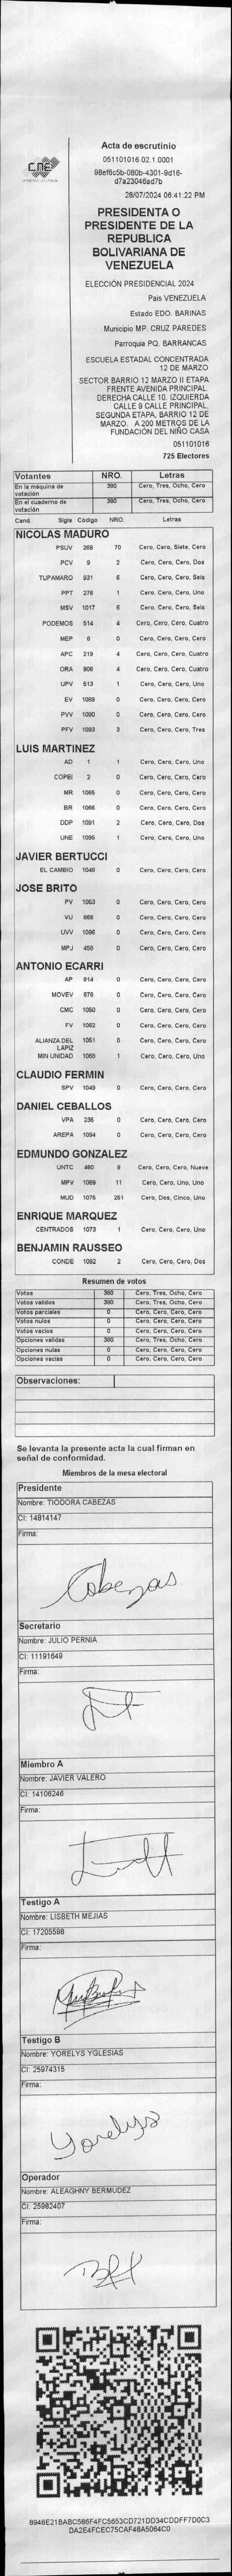 CNE
Acta de escrutinio
051101016.02.1.0001
98ef6c5b-080b-4301-9d16-
d7a23046ad7b
28/07/2024 06:41:22 PM
PRESIDENTA O
PRESIDENTE DE LA
REPUBLICA
BOLIVARIANA DE
VENEZUELA
ELECCIÓN PRESIDENCIAL 2024
Pais VENEZUELA
Estado EDO. BARINAS
Municipio MP. CRUZ PAREDES
Parroquia PQ. BARRANCAS
ESCUELA ESTADAL CONCENTRADA
12 DE MARZO
SECTOR BARRIO 12 MARZO II ETAPA
FRENTE AVENIDA PRINCIPAL.
DERECHA CALLE 10. IZQUIERDA
CALLE 9 CALLE PRINCIPAL,
SEGUNDA ETAPA, BARRIO 12 DE
MARZO. A 200 METROS DE LA
FUNDACIÓN DEL NIÑO CASA
051101016
725 Electores
Votantes NRO. Letras
En la máquina de votación 380 Cero, Tres, Ocho, Cero
En el cuaderno de votación 380 Cero, Tres, Ocho, Cero
Cand. Sigla Código NRO. Letras
NICOLAS MADURO
PSUV 268 70 Cero, Cero, Siete, Cero
PCV 9 2 Cero, Cero, Cero, Dos
TUPAMARO 931 6 Cero, Cero, Cero, Seis
PPT 276 1 Cero, Cero, Cero, Uno
MSV 1017 6 Cero, Cero, Cero, Seis
PODEMOS 514 4 Cero, Cero, Cero, Cuatro
MEP 6 0 Cero, Cero, Cero, Cero
APC 219 4 Cero, Cero, Cero, Cuatro
ORA 906 4 Cero, Cero, Cero, Cuatro
UPV 513 1 Cero, Cero, Cero, Uno
EV 1089 0 Cero, Cero, Cero, Cero
PVV 1090 0 Cero, Cero, Cero, Cero
PFV 1093 3 Cero, Cero, Cero, Tres
LUIS MARTINEZ
AD 1 1 Cero, Cero, Cero, Uno
COPEI 2 0 Cero, Cero, Cero, Cero
MR 1065 0 Cero, Cero, Cero, Cero
BR 1066 0 Cero, Cero, Cero, Cero
DDP 1091 2 Cero, Cero, Cero, Dos
UNE 1095 1 Cero, Cero, Cero, Uno
JAVIER BERTUCCI
EL CAMBIO 1048 0 Cero, Cero, Cero, Cero
JOSE BRITO
PV 1053 0 Cero, Cero, Cero, Cero
VU 668 0 Cero, Cero, Cero, Cero
UVV 1096 0 Cero, Cero, Cero, Cero
MPJ 456 0 Cero, Cero, Cero, Cero
ANTONIO ECARRI
AP 814 0 Cero, Cero, Cero, Cero
MOVEV 878 0 Cero, Cero, Cero, Cero
CMC 1050 0 Cero, Cero, Cero, Cero
FV 1062 0 Cero, Cero, Cero, Cero
ALIANZA DEL LAPIZ 1051 0 Cero, Cero, Cero, Cero
MIN UNIDAD 1068 1 Cero, Cero, Cero, Uno
CLAUDIO FERMIN
SPV 1049 0 Cero, Cero, Cero, Cero
DANIEL CEBALLOS
VPA 236 0 Cero, Cero, Cero, Cero
AREPA 1094 0 Cero, Cero, Cero, Cero
EDMUNDO GONZALEZ
UNTC 460 9 Cero, Cero, Cero, Nueve
MPV 1069 11 Cero, Cero, Uno, Uno
MUD 1075 251 Cero, Dos, Cinco, Uno
ENRIQUE MARQUEZ
CENTRADOS 1073 1 Cero, Cero, Cero, Uno
BENJAMIN RAUSSEO
CONDE 1092 2 Cero, Cero, Cero, Dos
Resumen de votos
Votos 380 Cero, Tres, Ocho, Cero
Votos validos 380 Cero, Tres, Ocho, Cero
Votos parciales 0 Cero, Cero, Cero, Cero
Votos nulos 0 Cero, Cero, Cero, Cero
Votos vacios 0 Cero, Cero, Cero, Cero
Opciones validas 380 Cero, Tres, Ocho, Cero
Opciones nulas 0 Cero, Cero, Cero, Cero
Opciones vacias 0 Cero, Cero, Cero, Cero
Observaciones:
Se levanta la presente acta la cual firman en
señal de conformidad.
Miembros de la mesa electoral
Presidente
Nombre: TIODORA CABEZAS
CI: 14814147
Firma:
Cabezas
Secretario
Nombre: JULIO PERNIA
CI: 11191649
Firma:
Miembro A
Nombre: JAVIER VALERO
CI: 14106246
Firma:
Testigo A
Nombre: LISBETH MEJIAS
CI: 17205598
Firma:
Testigo B
Nombre: YORELYS YGLESIAS
CI: 25974315
Firma:
Yorelys
Operador
Nombre: ALEAGHNY BERMUDEZ
CI: 25982407
Firma:
8946E21BABC586F4FC5653CD721DD34CDDFF7D0C3
DA2E4FCEC75CAF48A5064C0